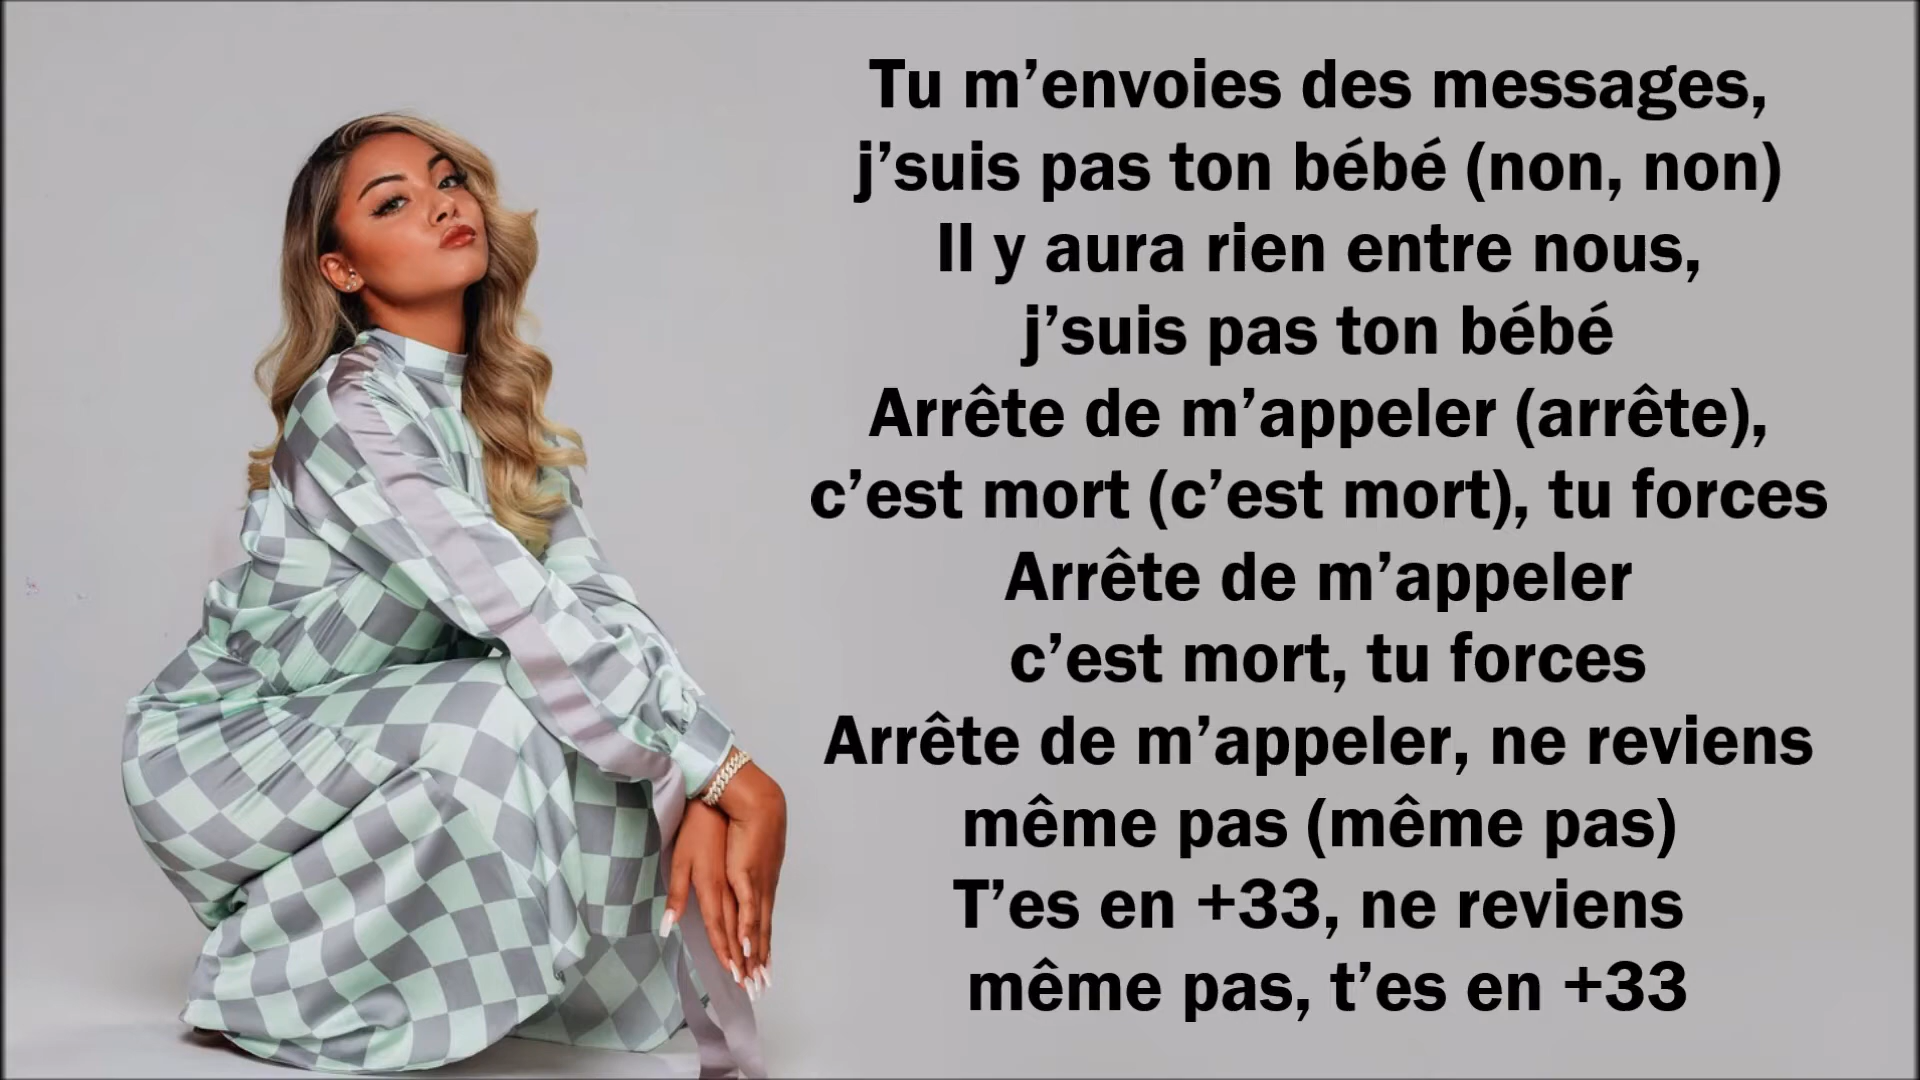 Tu m’envoies des messages,
j’suis pas ton bébé (non, non)
Il y aura rien entre nous,
j’suis pas ton bébé
Arrête de m’appeler (arrête),
c’est mort (c’est mort), tu forces
Arrête de m’appeler
c’est mort, tu forces
Arrête de m’appeler, ne reviens
même pas (même pas)
T’es en +33, ne reviens
même pas, t’es en +33